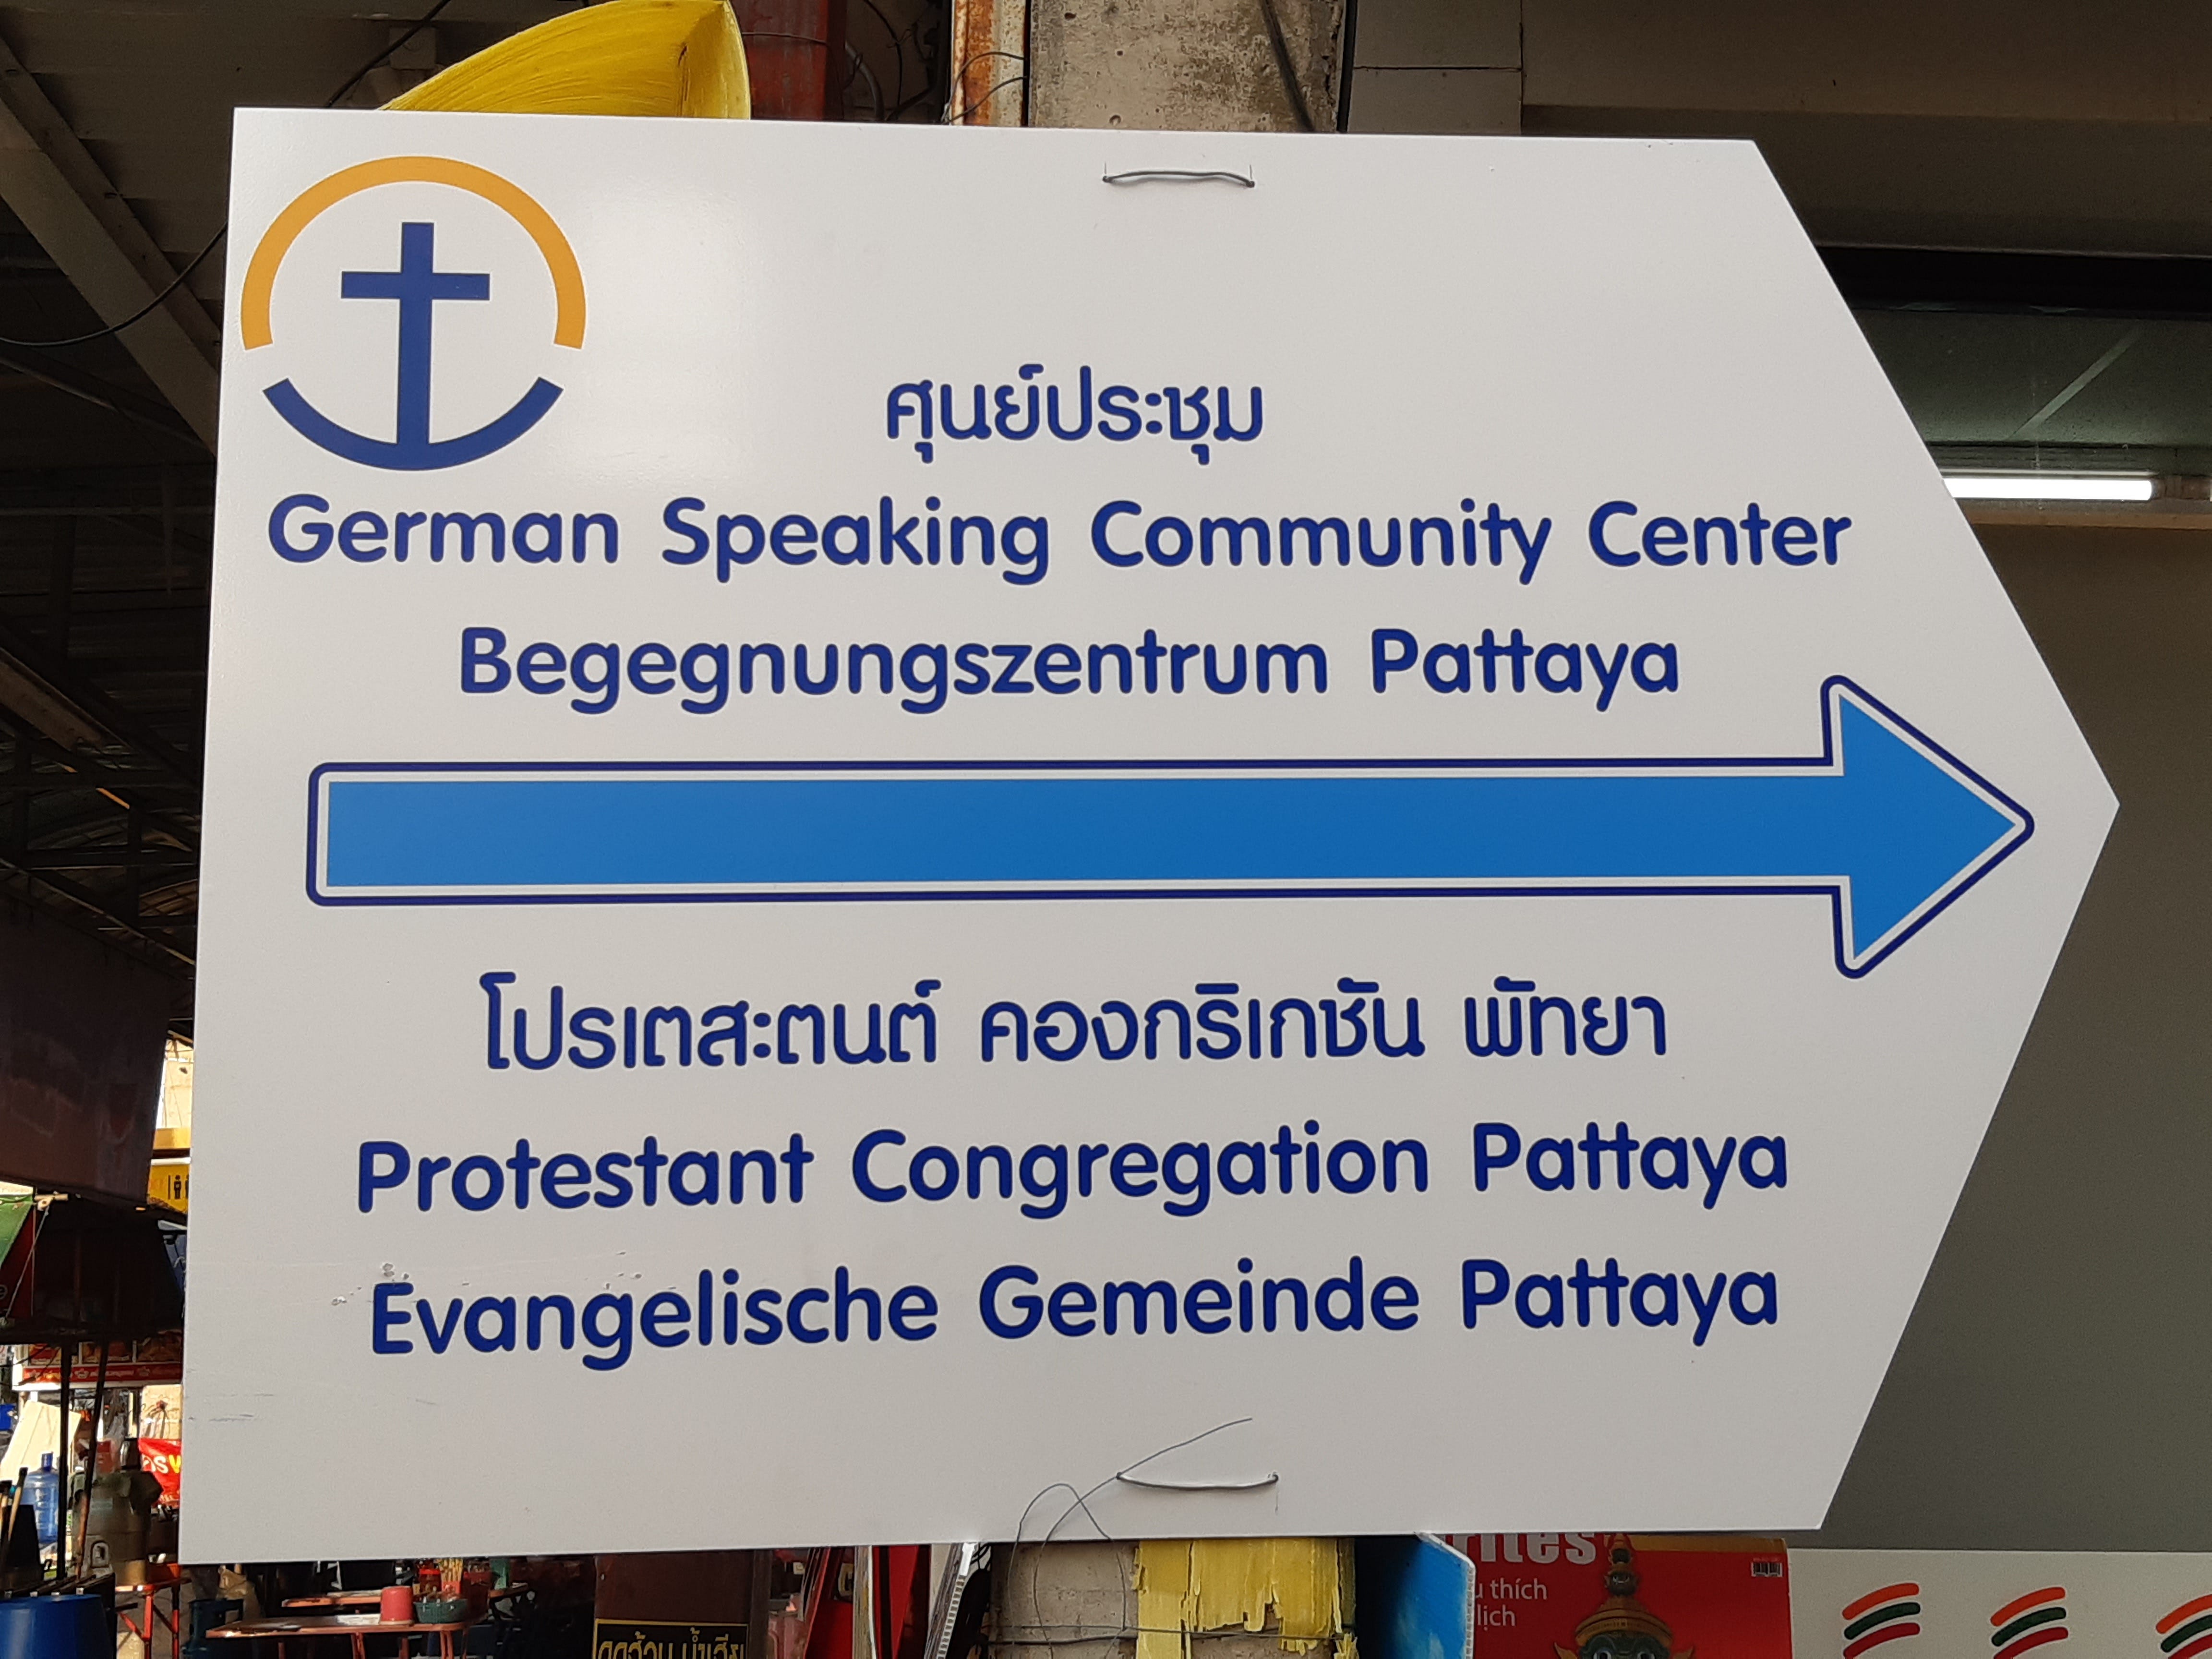 ศูนย์ประชุม
German Speaking Community Center
Begegnungszentrum Pattaya
โปรเตสะตนต์ คองกริเกชัน พัทยา
Protestant Congregation Pattaya
Evangelische Gemeinde Pattaya
thích
lịch